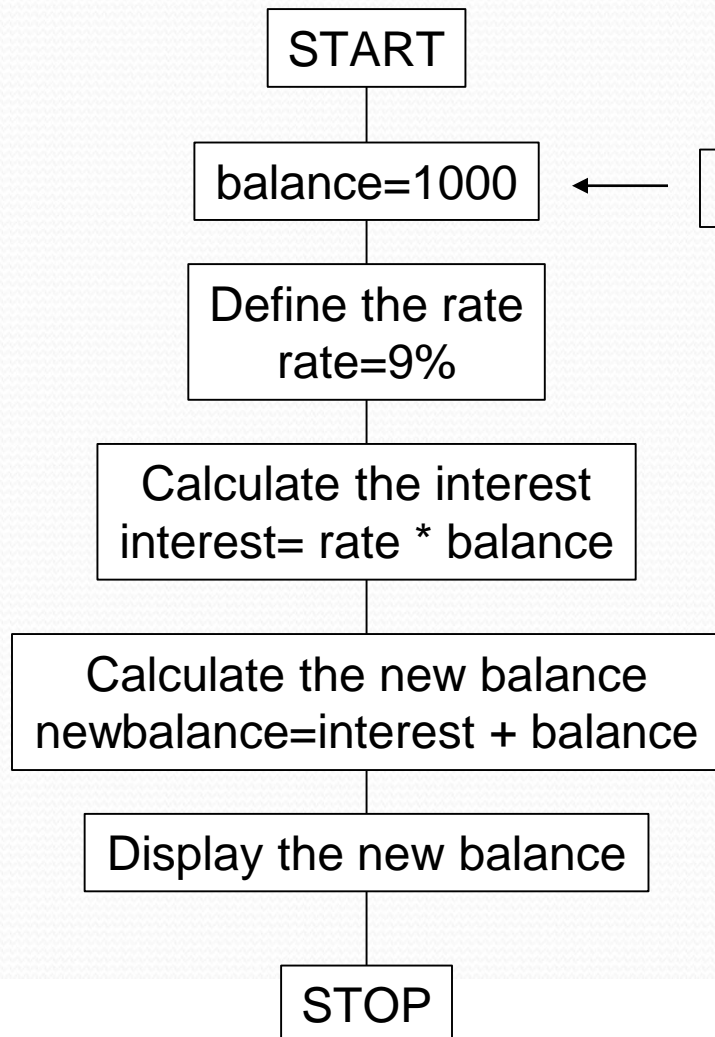 START
balance=1000
Define the rate
rate=9%
Calculate the interest
interest= rate * balance
Calculate the new balance
newbalance=interest + balance
Display the new balance
STOP